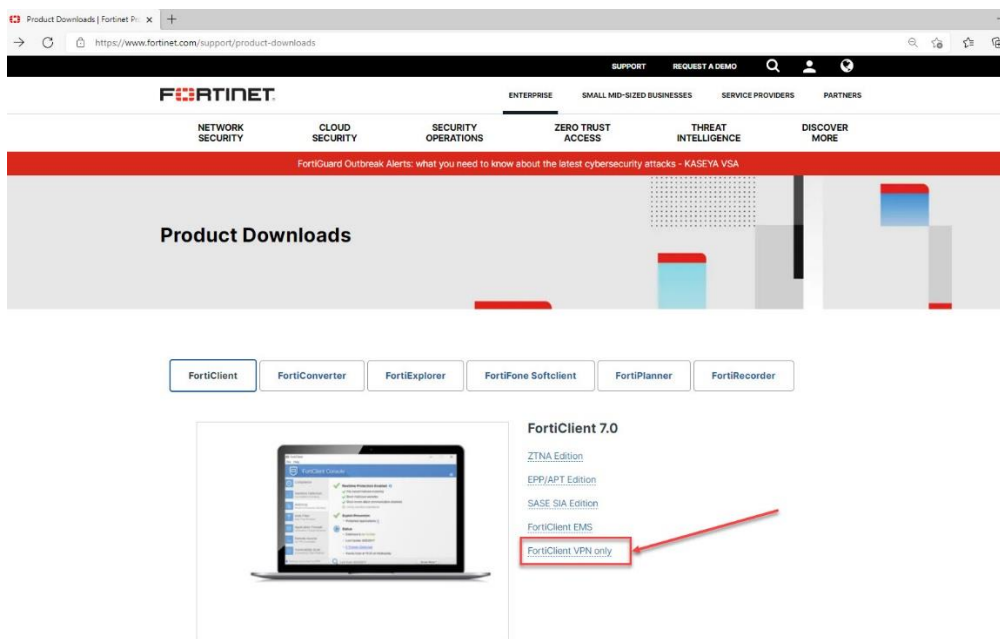 Product Downloads | Fortinet Pr
https://www.fortinet.com/support/product-downloads
SUPPORT REQUEST A DEMO
FORTINET ENTERPRISE SMALL MID-SIZED BUSINESSES SERVICE PROVIDERS PARTNERS
NETWORK SECURITY CLOUD SECURITY SECURITY OPERATIONS ZERO TRUST ACCESS THREAT INTELLIGENCE DISCOVER MORE
FortiGuard Outbreak Alerts: what you need to know about the latest cybersecurity attacks - KASEYA VSA
Product Downloads
FortiClient FortiConverter FortiExplorer FortiFone Softclient FortiPlanner FortiRecorder
FortiClient 7.0
ZTNA Edition
EPP/APT Edition
SASE SIA Edition
FortiClient EMS
FortiClient VPN only